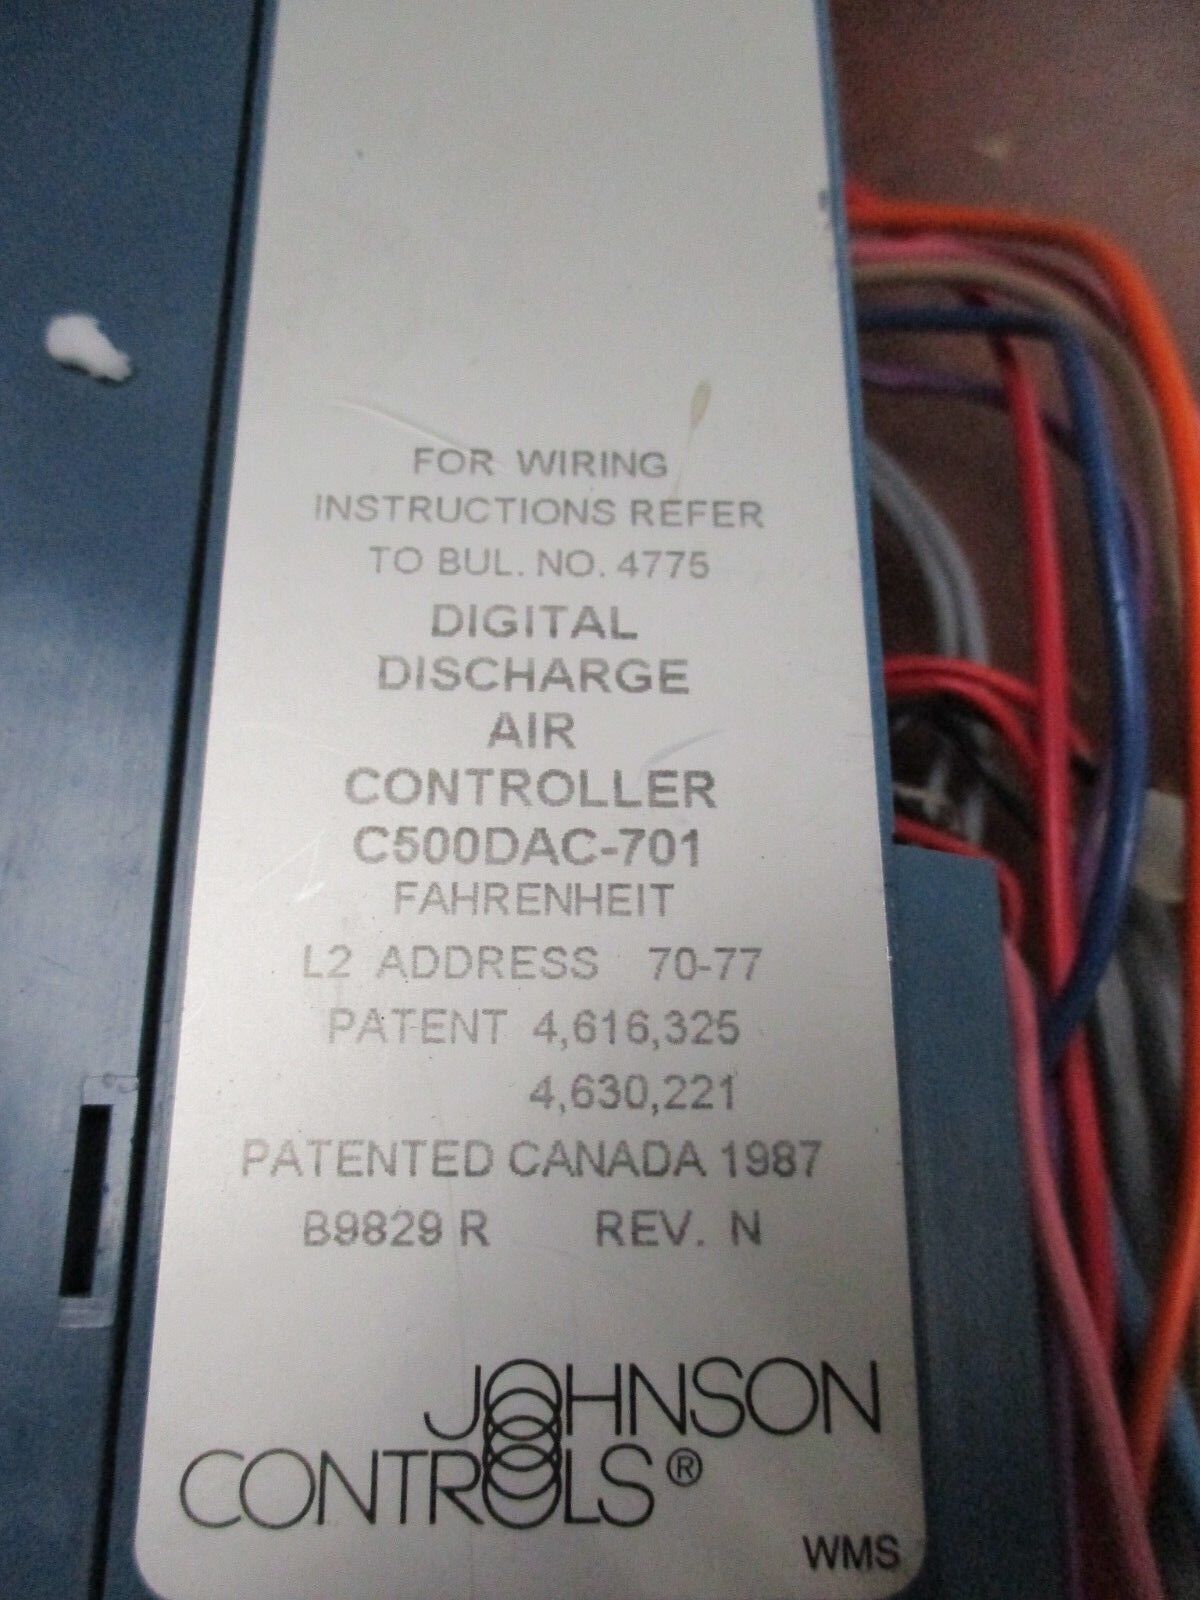 FOR WIRING
INSTRUCTIONS REFER
TO BUL. NO. 4775
DIGITAL
DISCHARGE
AIR
CONTROLLER
C500DAC-701
FAHRENHEIT
L2 ADDRESS 70-77
PATENT 4,616,325
4,630,221
PATENTED CANADA 1987
B9829 R REV. N
JOHNSON
CONTROLS®
WMS